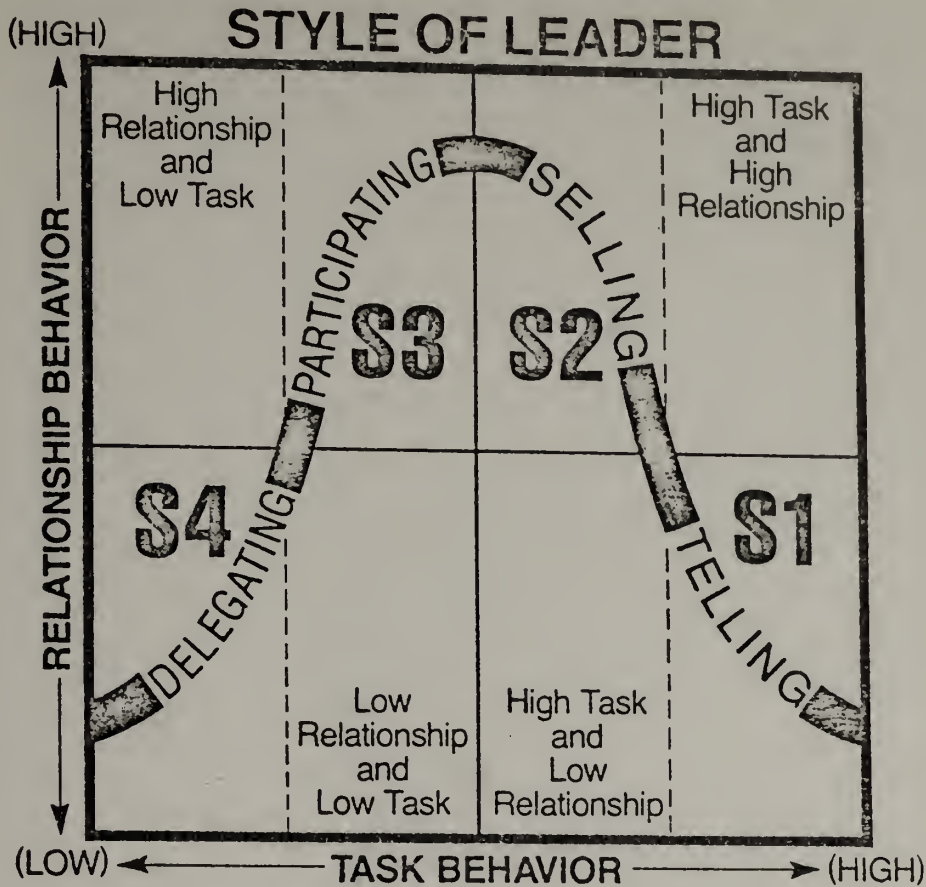 (HIGH)
STYLE OF LEADER
High
Relationship
and
Low Task
High Task
and
High
Relationship
PARTICIPATING
SELLING
S3
S2
RELATIONSHIP BEHAVIOR
S4
S1
DELEGATING
TELLING
Low
Relationship
and
Low Task
High Task
and
Low
Relationship
(LOW)
TASK BEHAVIOR
(HIGH)